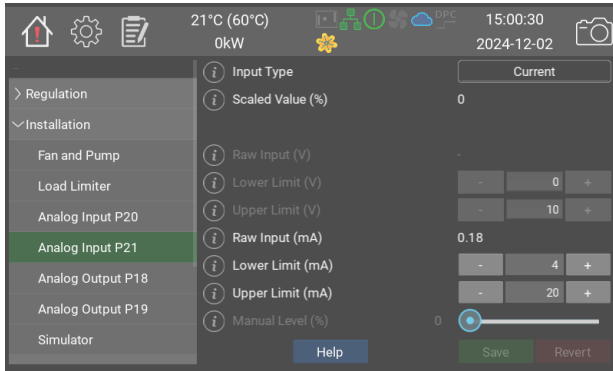 21°C (60°C)
0kW
DPC
15:00:30
2024-12-02
Regulation
Installation
Fan and Pump
Load Limiter
Analog Input P20
Analog Input P21
Analog Output P18
Analog Output P19
Simulator
Input Type Current
Scaled Value (%) 0
Raw Input (V) -
Lower Limit (V) - 0 +
Upper Limit (V) - 10 +
Raw Input (mA) 0.18
Lower Limit (mA) - 4 +
Upper Limit (mA) - 20 +
Manual Level (%) 0
Help Save Revert